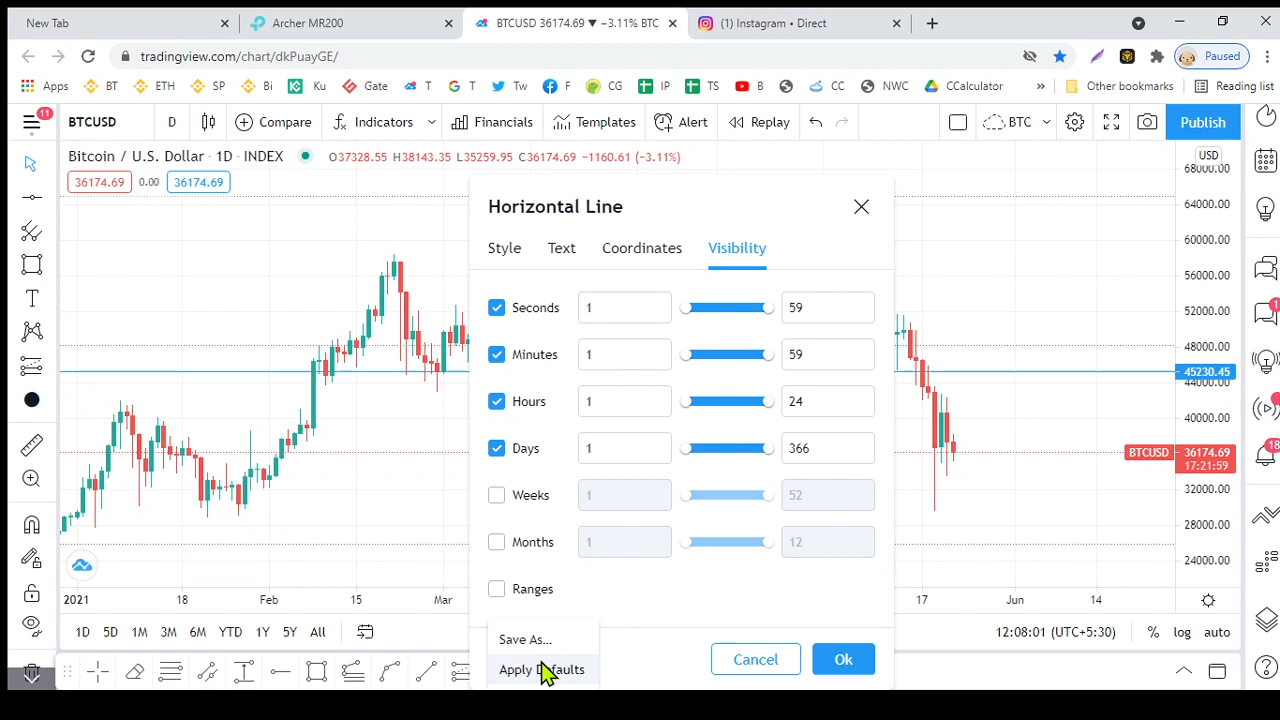 New Tab
Archer MR200
BTCUSD 36174.69 ▼ −3.11% BTC
Instagram • Direct
tradingview.com/chart/dkPuayGE/
Paused
Apps
BT
ETH
SP
Bi
Ku
Gate
T
T
Tw
F
CG
IP
TS
B
CC
NWC
CCalculator
»
Other bookmarks
Reading list
11
BTCUSD
D
Compare
Indicators
Financials
Templates
Alert
Replay
BTC
Publish
Bitcoin / U.S. Dollar · 1D · INDEX
O37328.55 H38143.35 L35259.95 C36174.69 −1160.61 (−3.11%)
36174.69
0.00
36174.69
USD
68000.00
64000.00
60000.00
56000.00
52000.00
48000.00
45230.45
44000.00
40000.00
BTCUSD
36174.69
17:21:59
32000.00
28000.00
24000.00
1
18
Horizontal Line
Style
Text
Coordinates
Visibility
Seconds
1
59
Minutes
1
59
Hours
1
24
Days
1
366
Weeks
1
52
Months
1
12
Ranges
Save As...
Apply Defaults
Cancel
Ok
2021
18
Feb
15
Mar
17
Jun
14
1D
5D
1M
3M
6M
YTD
1Y
5Y
All
12:08:01 (UTC+5:30)
%
log
auto